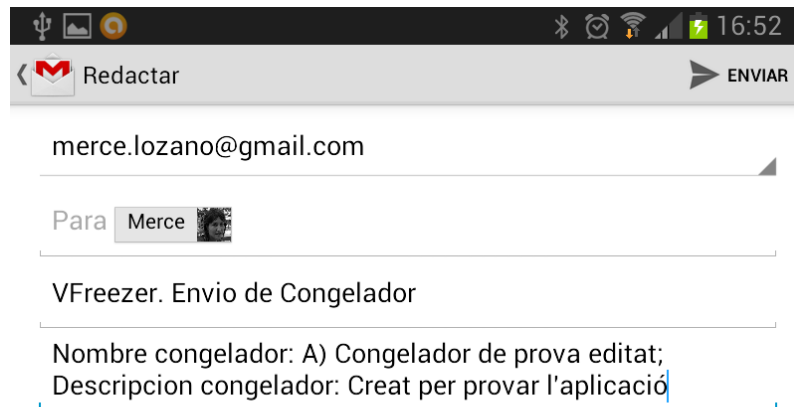 16:52
Redactar
ENVIAR
merce.lozano@gmail.com
Para Merce
VFreezer. Envio de Congelador
Nombre congelador: A) Congelador de prova editat;
Descripcion congelador: Creat per provar l'aplicació